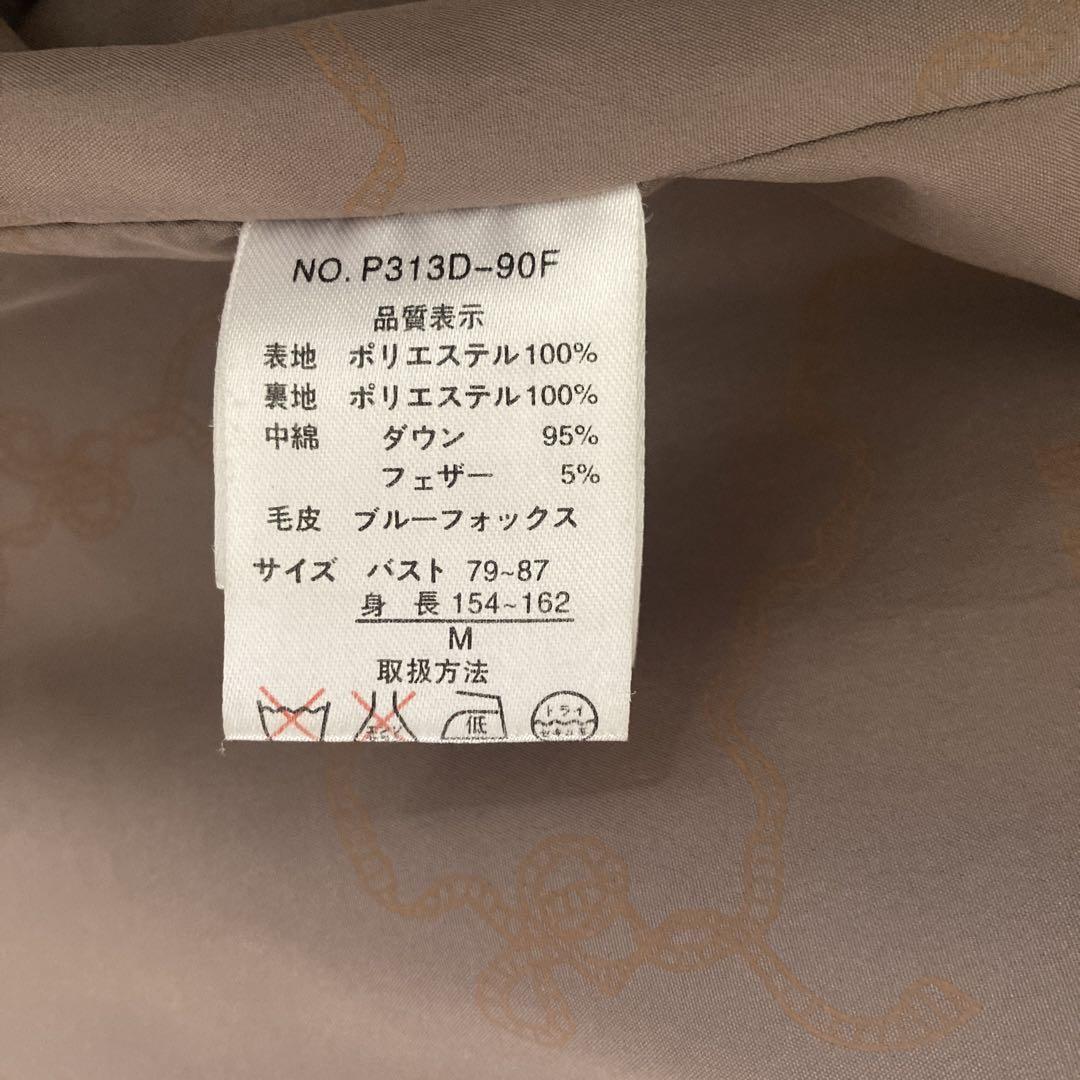 NO. P313D-90F
品質表示
表地 ポリエステル100%
裏地 ポリエステル100%
中綿 ダウン 95%
フェザー 5%
毛皮 ブルーフォックス
サイズ バスト 79~87
身 長 154~162
M
取扱方法
低 ドライ